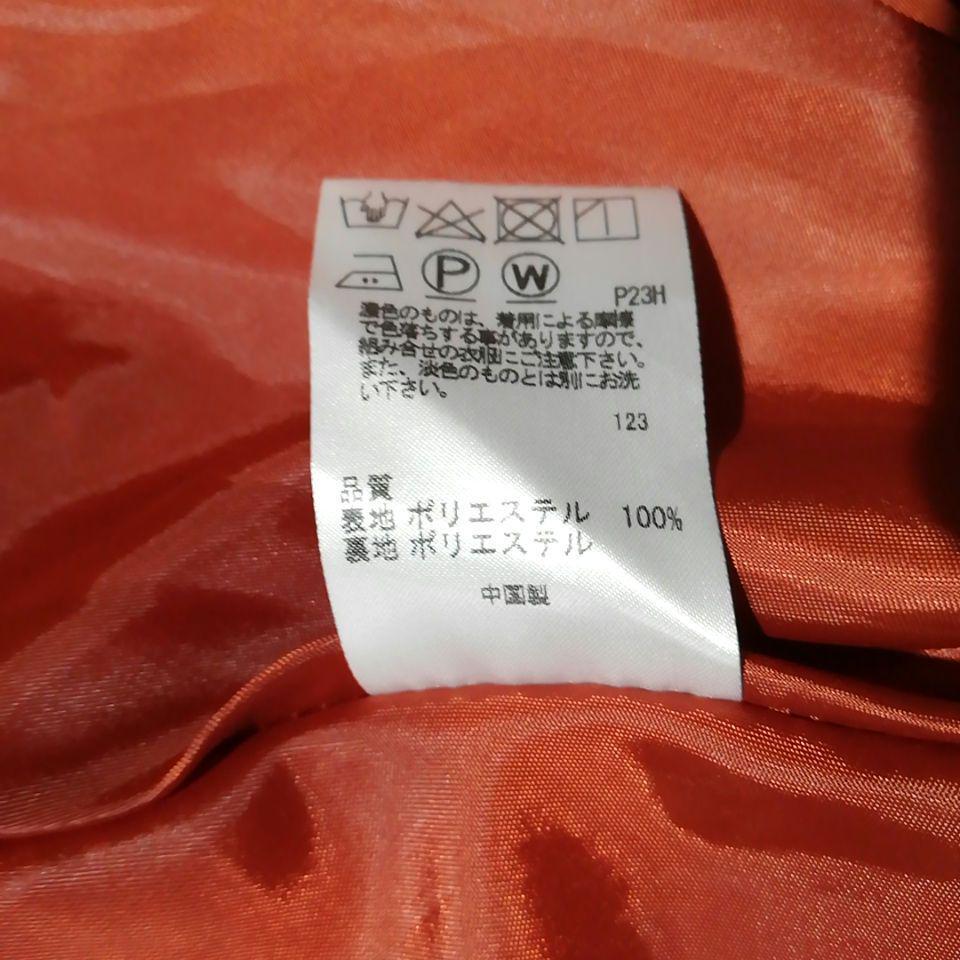 P
W
P23H
濃色のものは、着用による摩擦
で色落ちする事がありますので、
組み合せの衣服にご注意下さい。
また、淡色のものとは別にお洗
い下さい。
123
品質
表地 ポリエステル 100%
裏地 ポリエステル
中国製